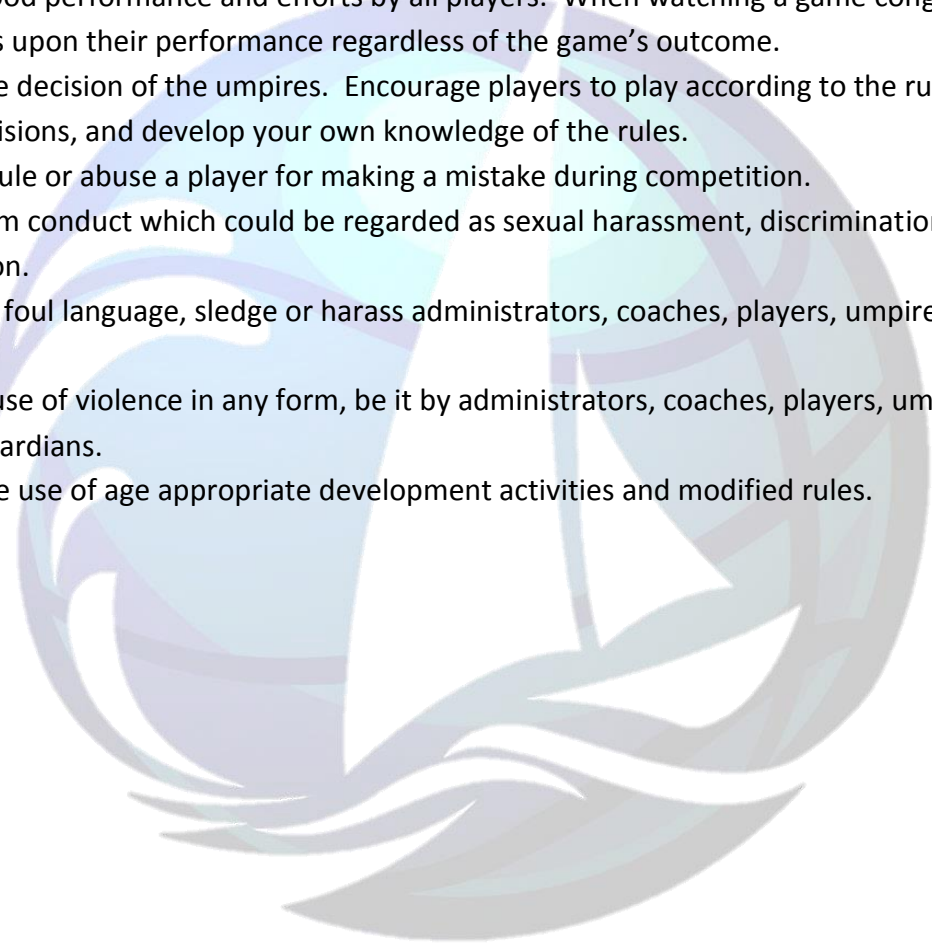 ood performance and efforts by all players. When watching a game cong
s upon their performance regardless of the game's outcome.
e decision of the umpires. Encourage players to play according to the ru
isions, and develop your own knowledge of the rules.
ule or abuse a player for making a mistake during competition.
m conduct which could be regarded as sexual harassment, discrimination
on.
foul language, sledge or harass administrators, coaches, players, umpire
use of violence in any form, be it by administrators, coaches, players, um
ardians.
e use of age appropriate development activities and modified rules.